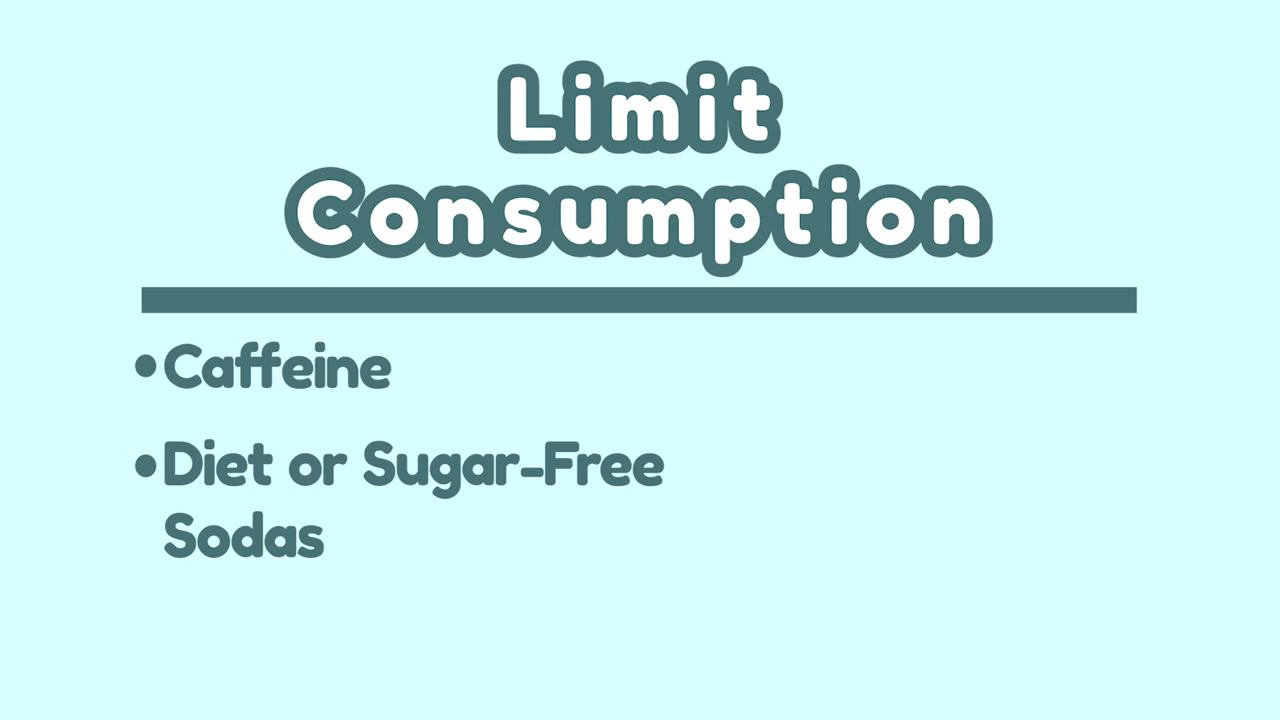 Limit
Consumption
•Caffeine
•Diet or Sugar-Free
Sodas